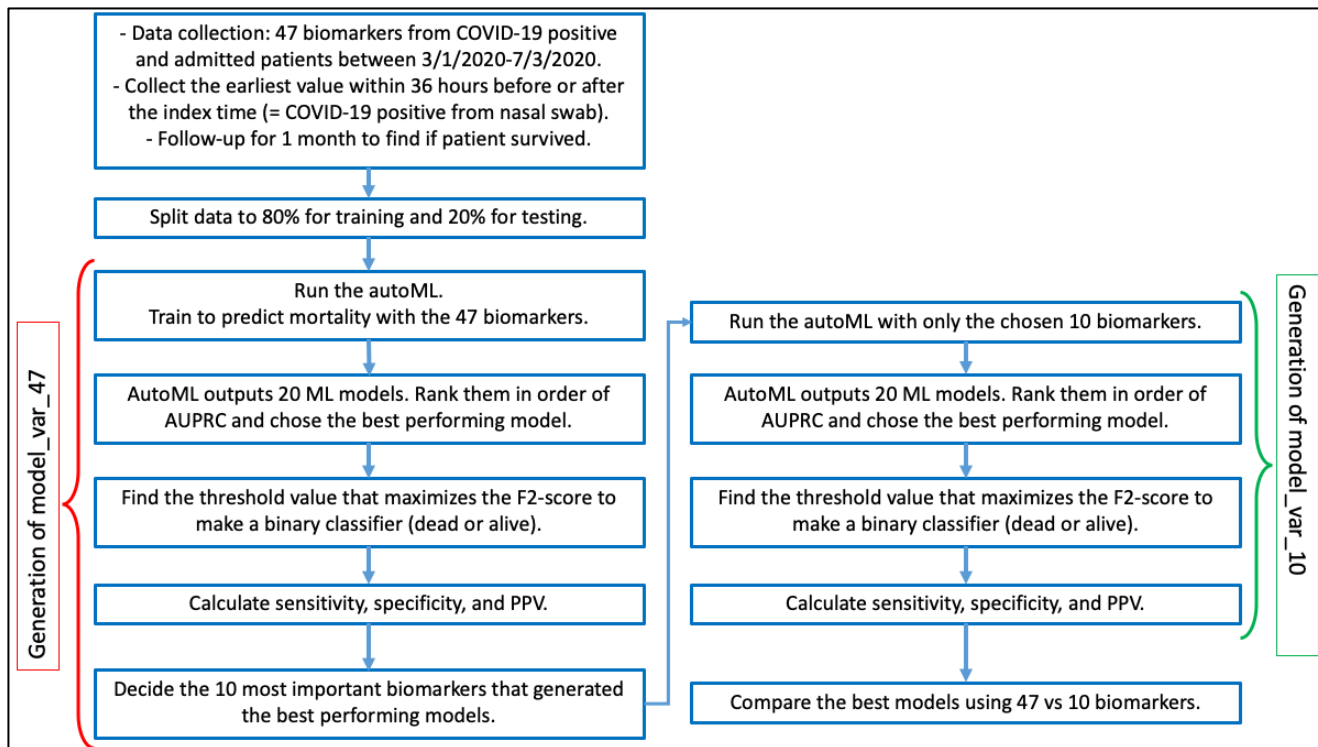 - Data collection: 47 biomarkers from COVID-19 positive
and admitted patients between 3/1/2020-7/3/2020.
- Collect the earliest value within 36 hours before or after
the index time (= COVID-19 positive from nasal swab).
- Follow-up for 1 month to find if patient survived.
Split data to 80% for training and 20% for testing.
Generation of model_var_47
Run the autoML.
Train to predict mortality with the 47 biomarkers.
AutoML outputs 20 ML models. Rank them in order of
AUPRC and chose the best performing model.
Find the threshold value that maximizes the F2-score to
make a binary classifier (dead or alive).
Calculate sensitivity, specificity, and PPV.
Decide the 10 most important biomarkers that generated
the best performing models.
Run the autoML with only the chosen 10 biomarkers.
AutoML outputs 20 ML models. Rank them in order of
AUPRC and chose the best performing model.
Find the threshold value that maximizes the F2-score to
make a binary classifier (dead or alive).
Calculate sensitivity, specificity, and PPV.
Compare the best models using 47 vs 10 biomarkers.
Generation of model_var_10